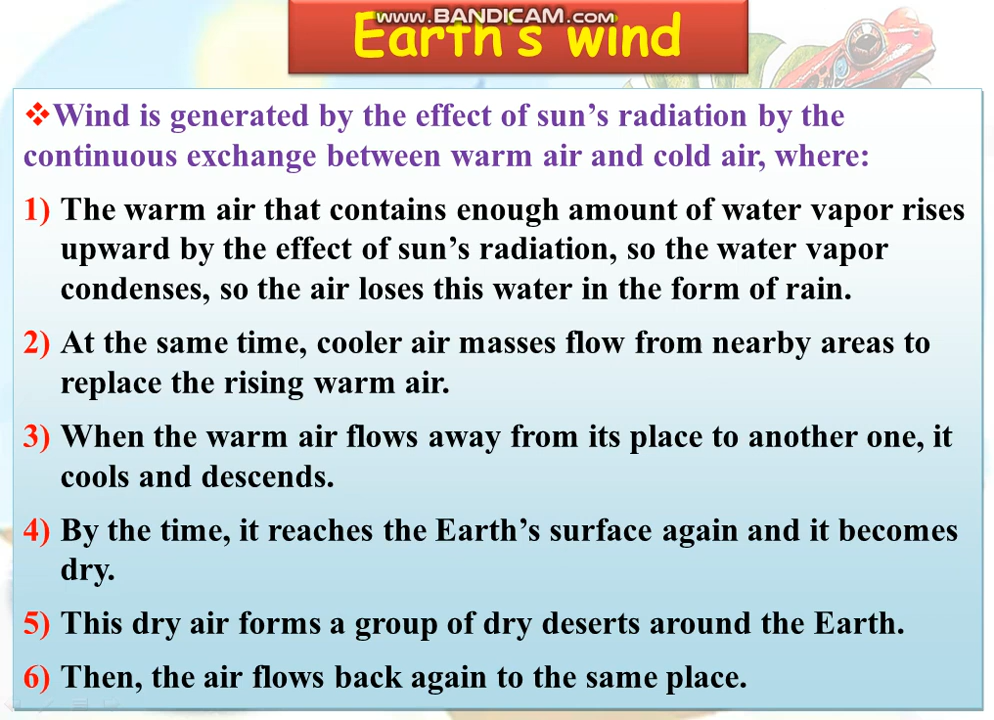 www.BANDICAM.com
Earth's wind
❖Wind is generated by the effect of sun’s radiation by the
continuous exchange between warm air and cold air, where:
1) The warm air that contains enough amount of water vapor rises
upward by the effect of sun’s radiation, so the water vapor
condenses, so the air loses this water in the form of rain.
2) At the same time, cooler air masses flow from nearby areas to
replace the rising warm air.
3) When the warm air flows away from its place to another one, it
cools and descends.
4) By the time, it reaches the Earth’s surface again and it becomes
dry.
5) This dry air forms a group of dry deserts around the Earth.
6) Then, the air flows back again to the same place.